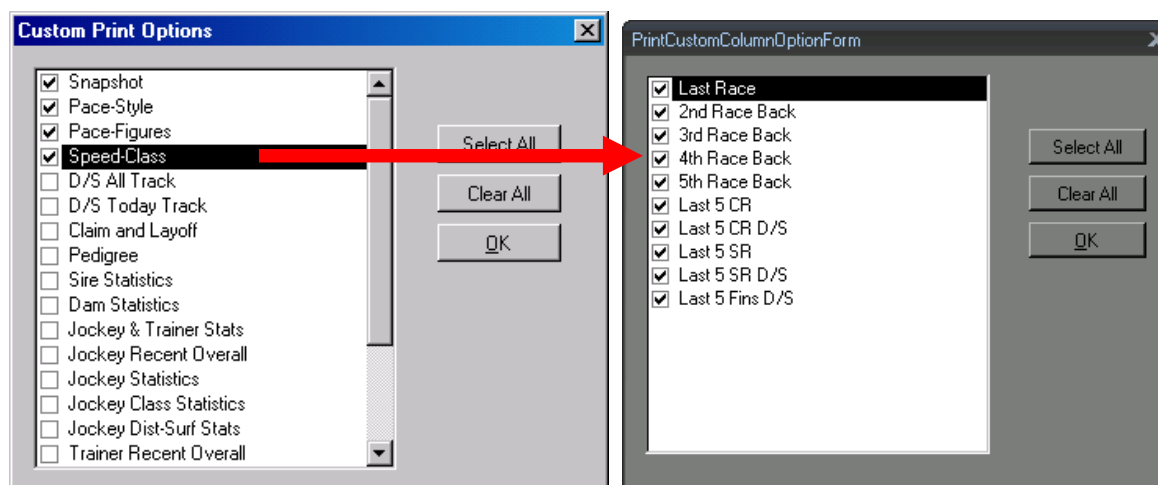 Custom Print Options
Snapshot
Pace-Style
Pace-Figures
Speed-Class
D/S All Track
D/S Today Track
Claim and Layoff
Pedigree
Sire Statistics
Dam Statistics
Jockey & Trainer Stats
Jockey Recent Overall
Jockey Statistics
Jockey Class Statistics
Jockey Dist-Surf Stats
Trainer Recent Overall
Select All
Clear All
OK
PrintCustomColumnOptionForm
Last Race
2nd Race Back
3rd Race Back
4th Race Back
5th Race Back
Last 5 CR
Last 5 CR D/S
Last 5 SR
Last 5 SR D/S
Last 5 Fins D/S
Select All
Clear All
OK